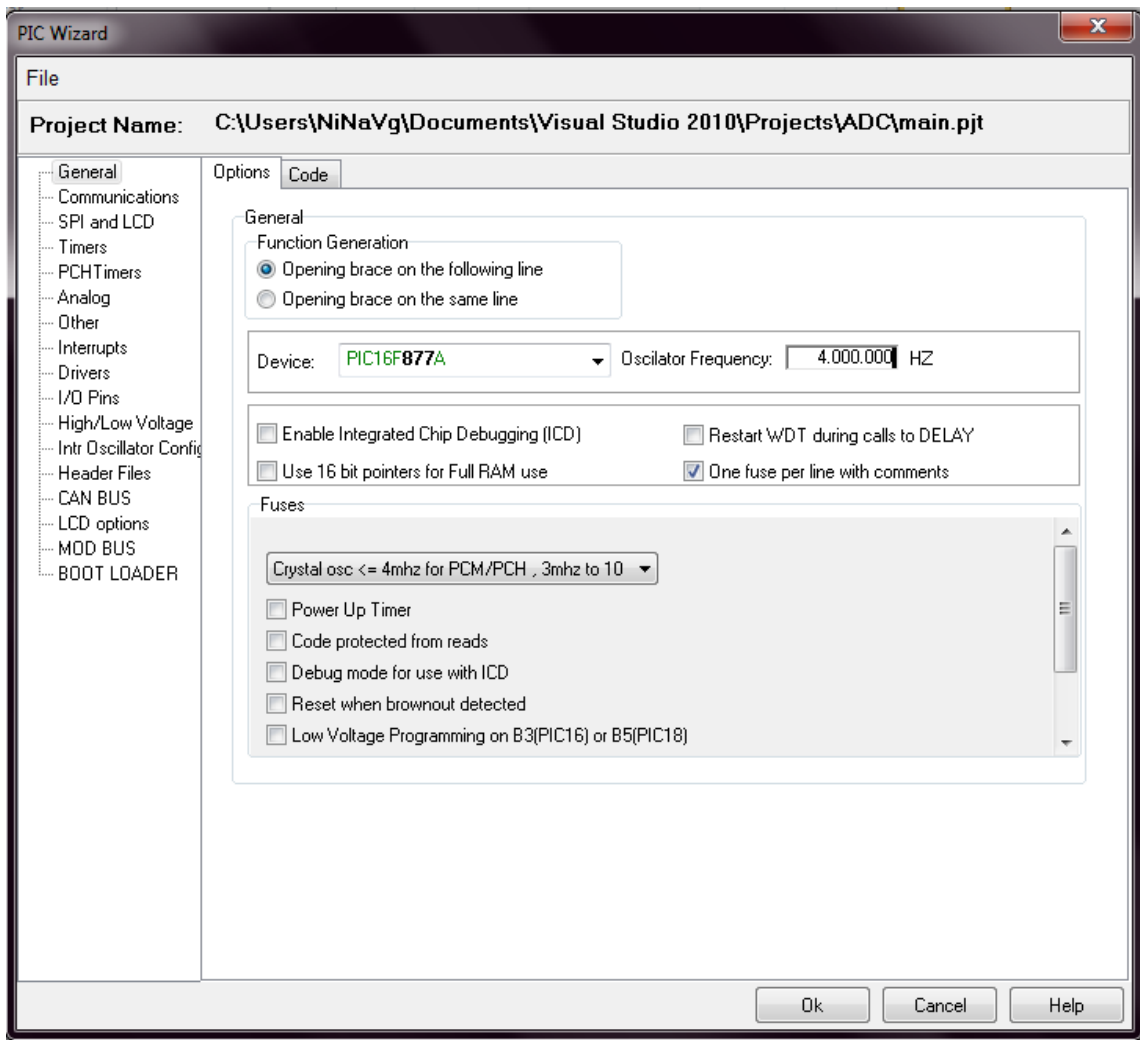 PIC Wizard
File
Project Name: C:\Users\NiNaVg\Documents\Visual Studio 2010\Projects\ADC\main.pjt
General
Communications
SPI and LCD
Timers
PCHTimers
Analog
Other
Interrupts
Drivers
I/O Pins
High/Low Voltage
Intr Oscillator Config
Header Files
CAN BUS
LCD options
MOD BUS
BOOT LOADER
Options Code
General
Function Generation
Opening brace on the following line
Opening brace on the same line
Device: PIC16F877A Oscilator Frequency: 4.000.000 HZ
Enable Integrated Chip Debugging (ICD) Restart WDT during calls to DELAY
Use 16 bit pointers for Full RAM use One fuse per line with comments
Fuses
Crystal osc <= 4mhz for PCM/PCH , 3mhz to 10
Power Up Timer
Code protected from reads
Debug mode for use with ICD
Reset when brownout detected
Low Voltage Programming on B3(PIC16) or B5(PIC18)
Ok Cancel Help